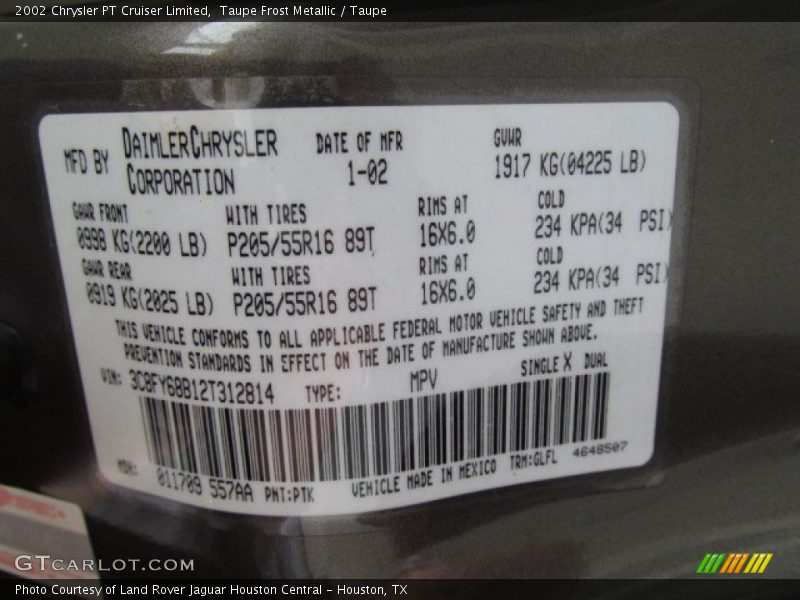 2002 Chrysler PT Cruiser Limited,  Taupe Frost Metallic / Taupe
MFD BY DAIMLERCHRYSLER CORPORATION
DATE OF MFR 1-02
GVWR 1917 KG(04225 LB)
GAWR FRONT WITH TIRES RIMS AT COLD
0998 KG(2200 LB) P205/55R16 89T 16X6.0 234 KPA(34 PSI)
GAWR REAR WITH TIRES RIMS AT COLD
0919 KG(2025 LB) P205/55R16 89T 16X6.0 234 KPA(34 PSI)
THIS VEHICLE CONFORMS TO ALL APPLICABLE FEDERAL MOTOR VEHICLE SAFETY AND THEFT
PREVENTION STANDARDS IN EFFECT ON THE DATE OF MANUFACTURE SHOWN ABOVE.
VIN: 3C8FY68B12T312814 TYPE: MPV SINGLE X DUAL
MDH: 011709 557AA PNT:PTK VEHICLE MADE IN MEXICO TRM:GLFL 4648507
GTCARLOT.COM
Photo Courtesy of Land Rover Jaguar Houston Central - Houston, TX